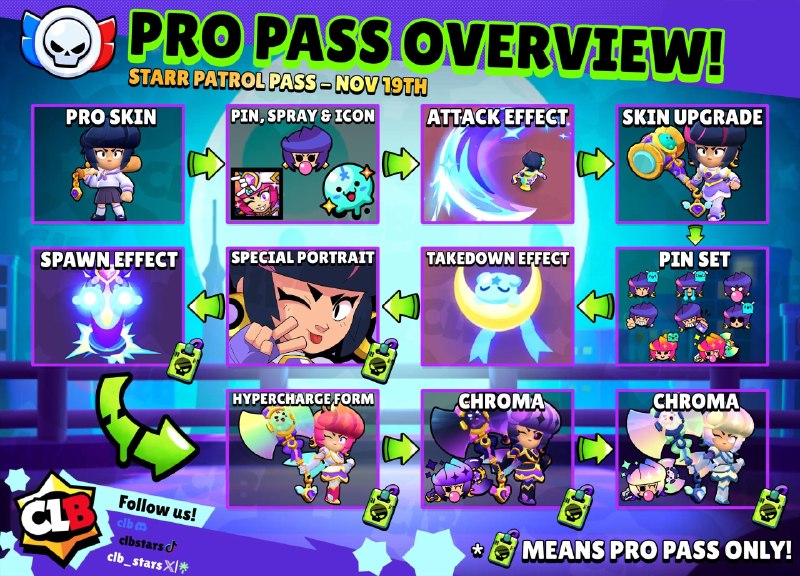 PRO PASS OVERVIEW!
STARR PATROL PASS – NOV 19TH
PRO SKIN
PIN, SPRAY & ICON
ATTACK EFFECT
SKIN UPGRADE
SPAWN EFFECT
SPECIAL PORTRAIT
TAKEDOWN EFFECT
PIN SET
HYPERCHARGE FORM
CHROMA
CHROMA
CLB
Follow us!
clb
clbstars
clb_stars X|
* MEANS PRO PASS ONLY!